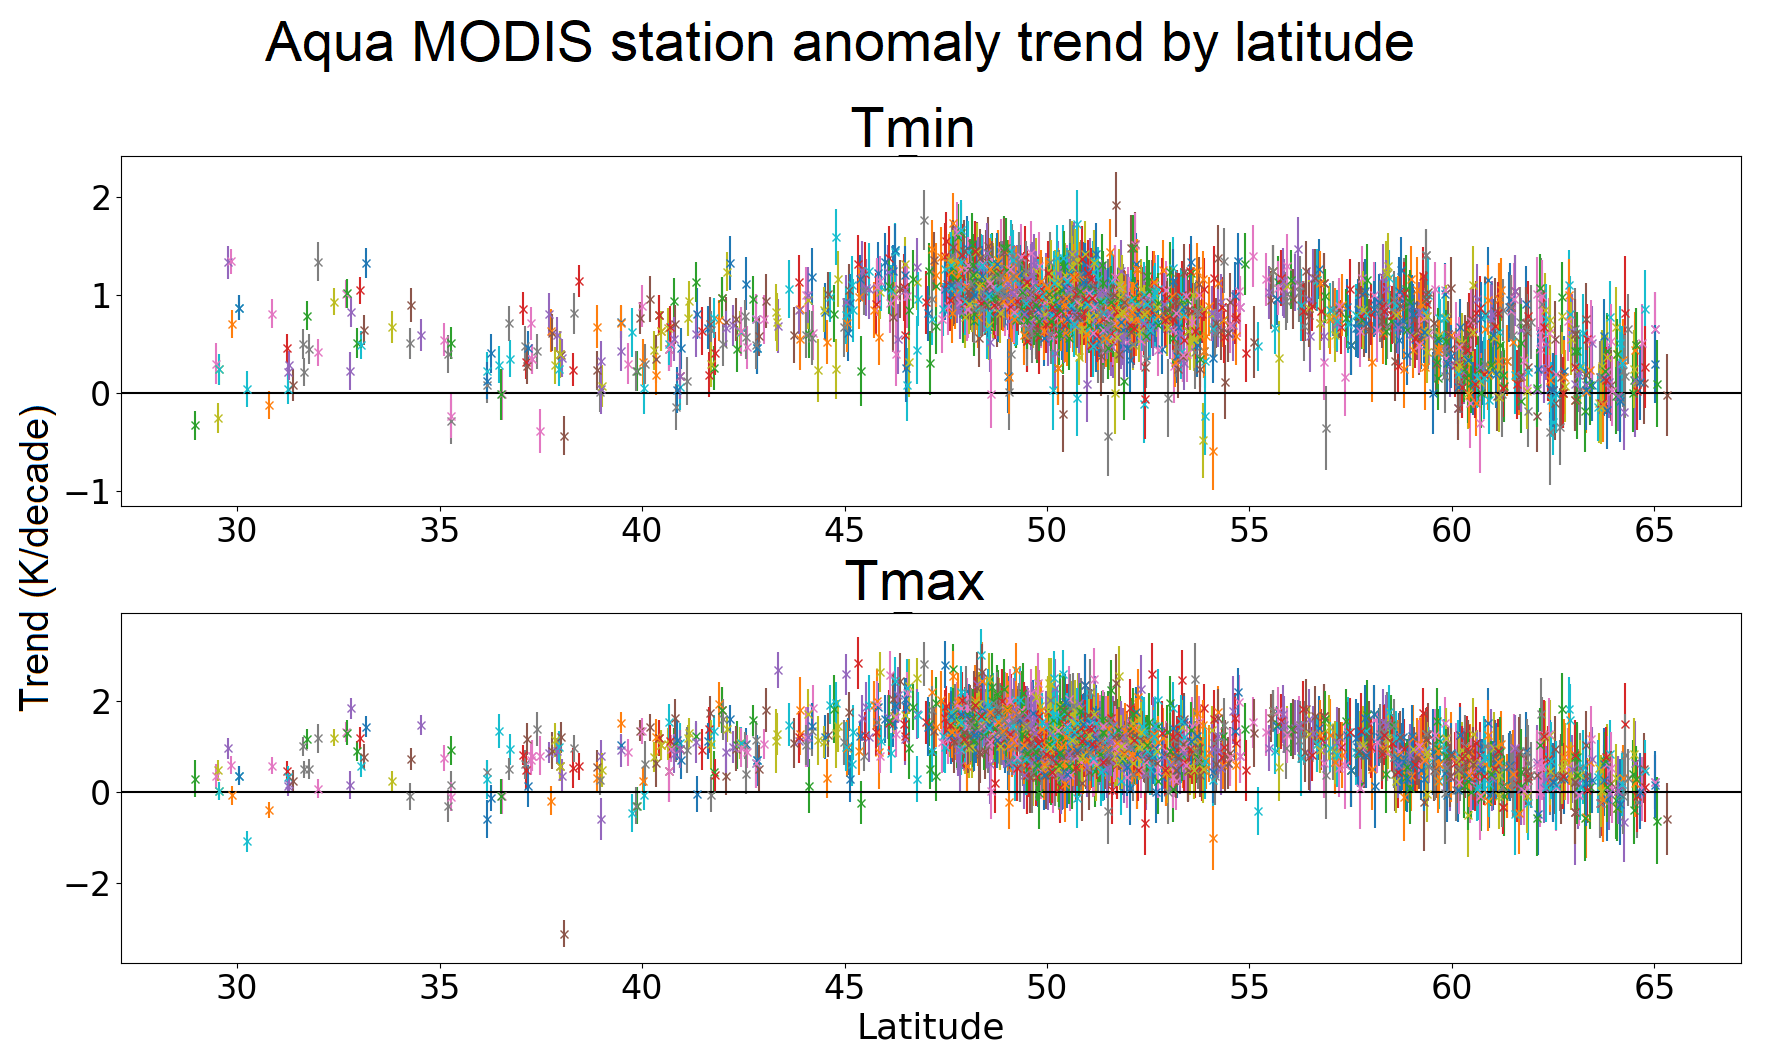 Aqua MODIS station anomaly trend by latitude
Tmin
2
1
0
−1
30 35 40 45 50 55 60 65
Trend (K/decade)
Tmax
2
0
−2
30 35 40 45 50 55 60 65
Latitude